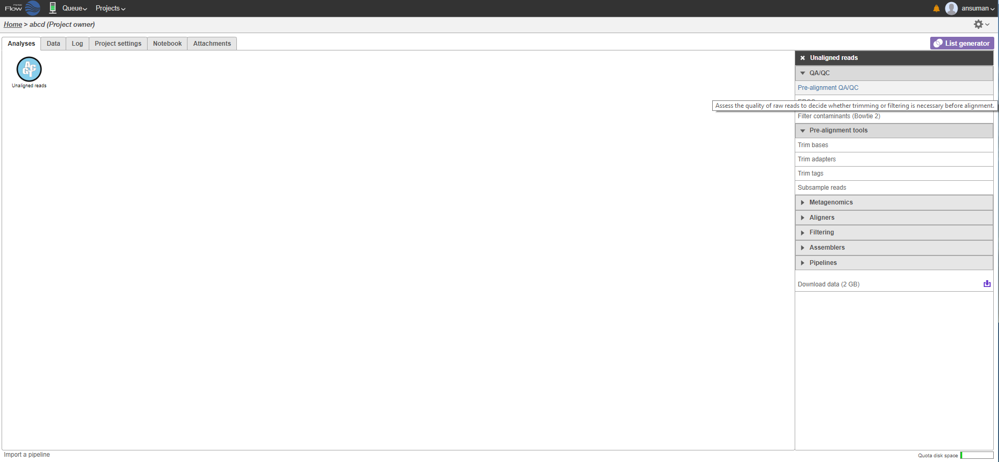 Partek
Flow
Queue
Projects
ansuman
Home > abcd (Project owner)
Analyses
Data
Log
Project settings
Notebook
Attachments
List generator
ACGT
Unaligned reads
Unaligned reads
QA/QC
Pre-alignment QA/QC
Assess the quality of raw reads to decide whether trimming or filtering is necessary before alignment.
Filter contaminants (Bowtie 2)
Pre-alignment tools
Trim bases
Trim adapters
Trim tags
Subsample reads
Metagenomics
Aligners
Filtering
Assemblers
Pipelines
Download data (2 GB)
Import a pipeline
Quota disk space